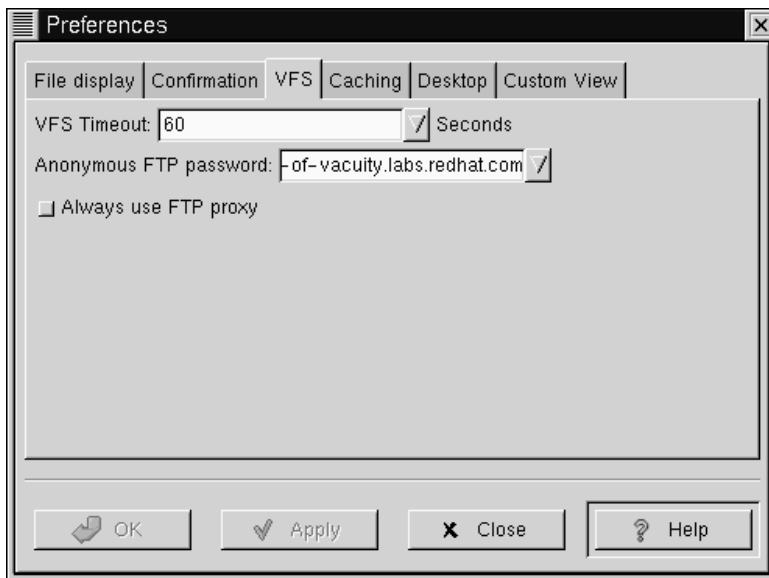 Preferences
File display Confirmation VFS Caching Desktop Custom View
VFS Timeout: 60 Seconds
Anonymous FTP password: -of-vacuity.labs.redhat.com
Always use FTP proxy
OK Apply Close Help